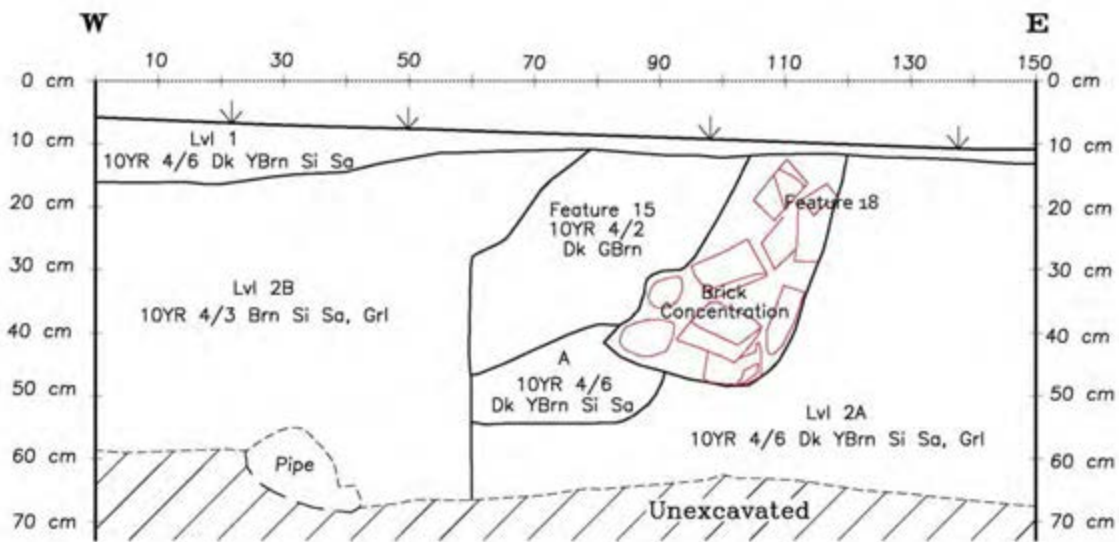 W E
10 30 50 70 90 110 130 150
0 cm 0 cm
10 cm 10 cm
20 cm 20 cm
30 cm 30 cm
40 cm 40 cm
50 cm 50 cm
60 cm 60 cm
70 cm 70 cm
Lvl 1
10YR 4/6 Dk YBrn Si Sa
Feature 15
10YR 4/2
Dk GBrn
Feature 18
Lvl 2B
10YR 4/3 Brn Si Sa, Grl
Brick
Concentration
A
10YR 4/6
Dk YBrn Si Sa
Lvl 2A
10YR 4/6 Dk YBrn Si Sa, Grl
Pipe
Unexcavated